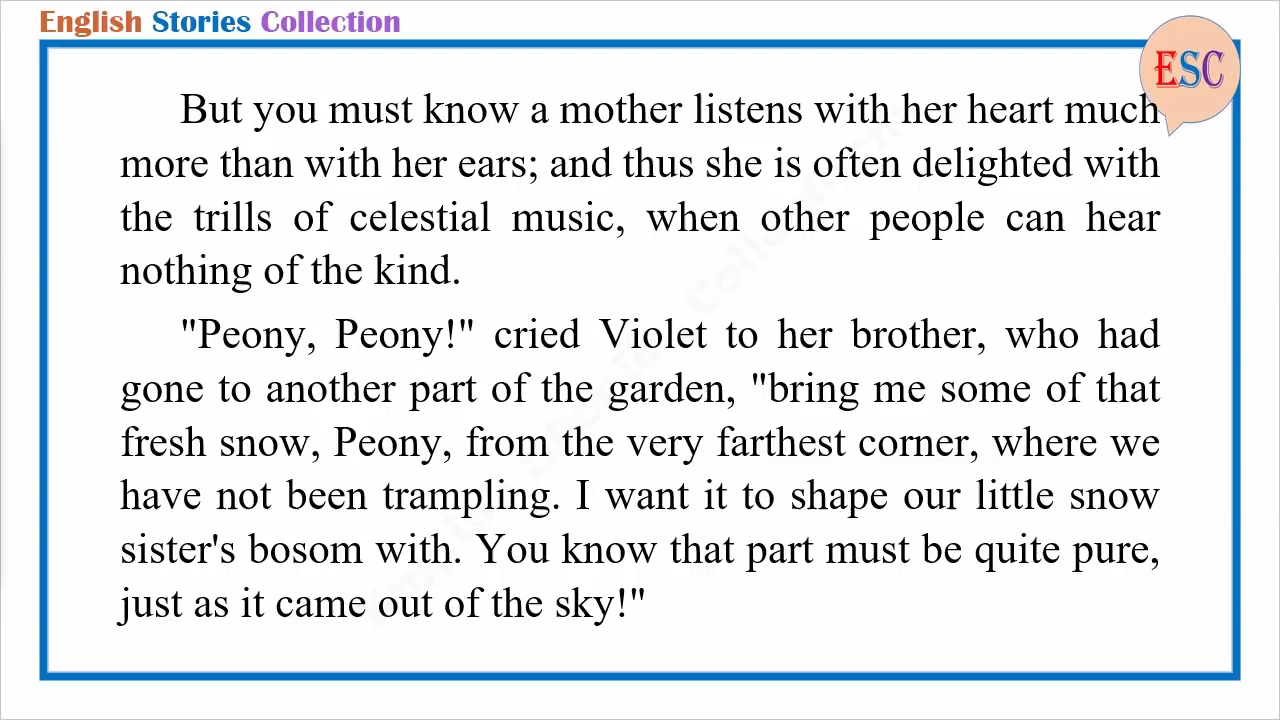 English Stories Collection
ESC
But you must know a mother listens with her heart much
more than with her ears; and thus she is often delighted with
the trills of celestial music, when other people can hear
nothing of the kind.
"Peony, Peony!" cried Violet to her brother, who had
gone to another part of the garden, "bring me some of that
fresh snow, Peony, from the very farthest corner, where we
have not been trampling. I want it to shape our little snow
sister's bosom with. You know that part must be quite pure,
just as it came out of the sky!"